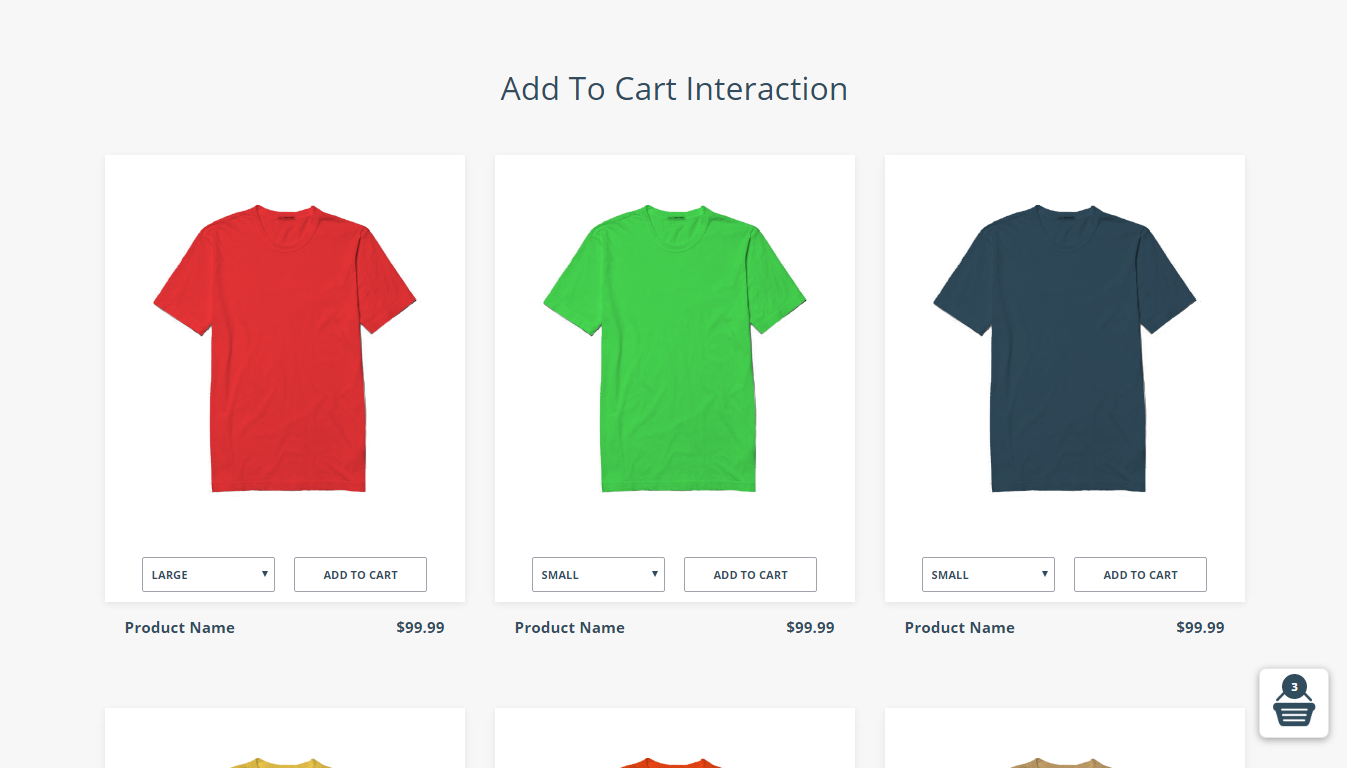 Add To Cart Interaction
LARGE ADD TO CART
SMALL ADD TO CART
SMALL ADD TO CART
Product Name $99.99
Product Name $99.99
Product Name $99.99
3